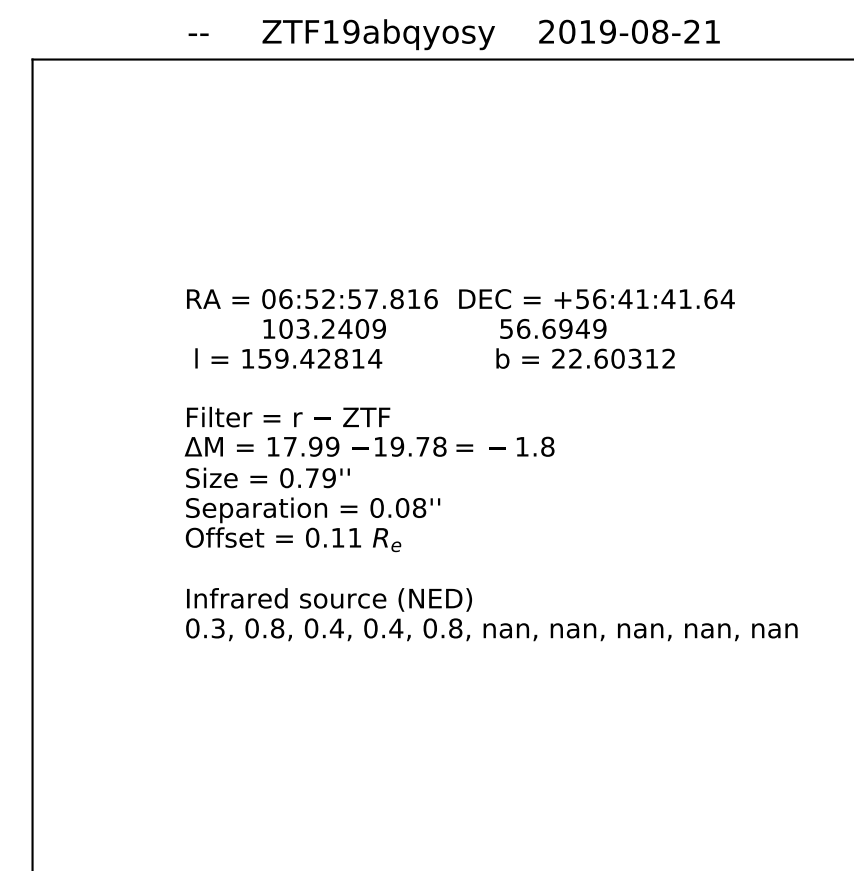 -- ZTF19abqyosy 2019-08-21
RA = 06:52:57.816 DEC = +56:41:41.64
103.2409 56.6949
l = 159.42814 b = 22.60312
Filter = r − ZTF
ΔM = 17.99 −19.78 = − 1.8
Size = 0.79''
Separation = 0.08''
Offset = 0.11 Re
Infrared source (NED)
0.3, 0.8, 0.4, 0.4, 0.8, nan, nan, nan, nan, nan